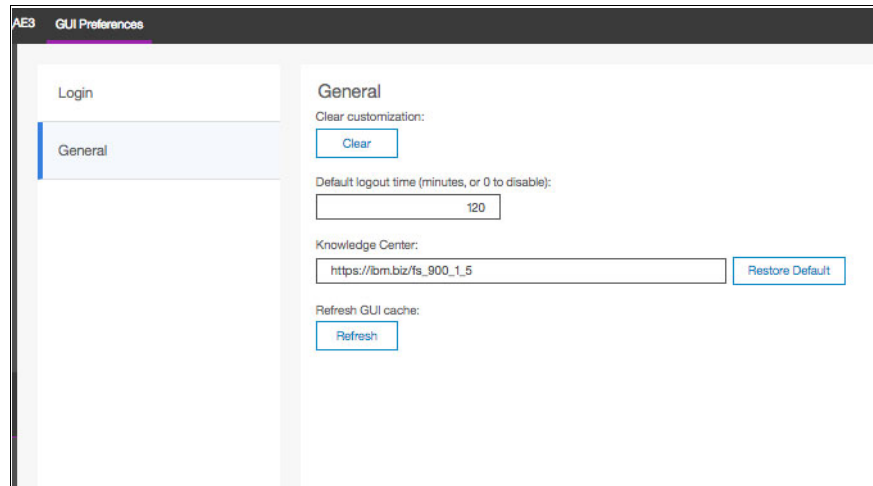 AE3 GUI Preferences
Login
General
General
Clear customization:
Clear
Default logout time (minutes, or 0 to disable):
120
Knowledge Center:
https://ibm.biz/fs_900_1_5 Restore Default
Refresh GUI cache:
Refresh